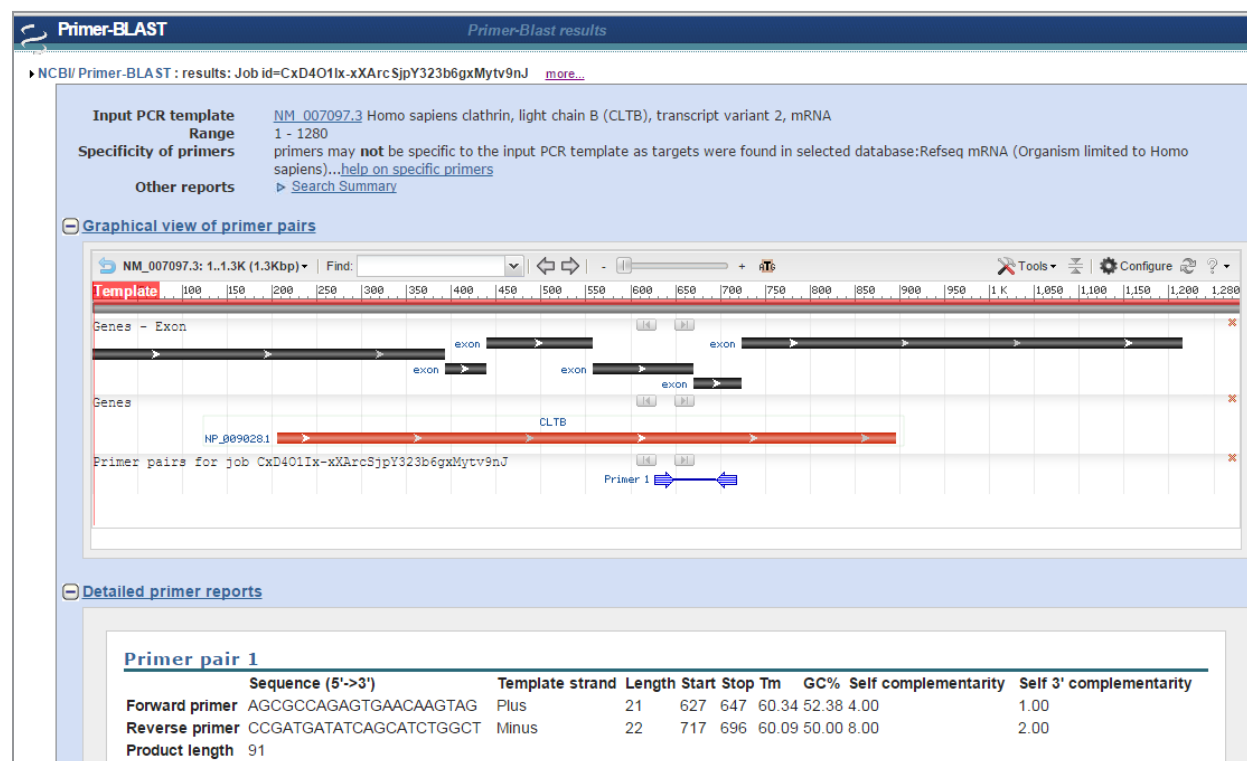 Primer-BLAST
Primer-Blast results
NCBI/ Primer-BLAST : results: Job id=CxD4O1Ix-xXArcSjpY323b6gxMytv9nJ more...
Input PCR template NM_007097.3 Homo sapiens clathrin, light chain B (CLTB), transcript variant 2, mRNA
Range 1 - 1280
Specificity of primers primers may not be specific to the input PCR template as targets were found in selected database:Refseq mRNA (Organism limited to Homo
sapiens)...help on specific primers
Other reports Search Summary
Graphical view of primer pairs
NM_007097.3: 1..1.3K (1.3Kbp) Find: - + ATG Tools Configure ?
Template 100 150 200 250 300 350 400 450 500 550 600 650 700 750 800 850 900 950 1 K 1,050 1,100 1,150 1,200 1,280
Genes - Exon
exon exon
exon exon
exon
Genes
CLTB
NP_009028.1
Primer pairs for job CxD4O1Ix-xXArcSjpY323b6gxMytv9nJ
Primer 1
Detailed primer reports
Primer pair 1
Sequence (5'->3') Template strand Length Start Stop Tm GC% Self complementarity Self 3' complementarity
Forward primer AGCGCCAGAGTGAACAAGTAG Plus 21 627 647 60.34 52.38 4.00 1.00
Reverse primer CCGATGATATCAGCATCTGGCT Minus 22 717 696 60.09 50.00 8.00 2.00
Product length 91